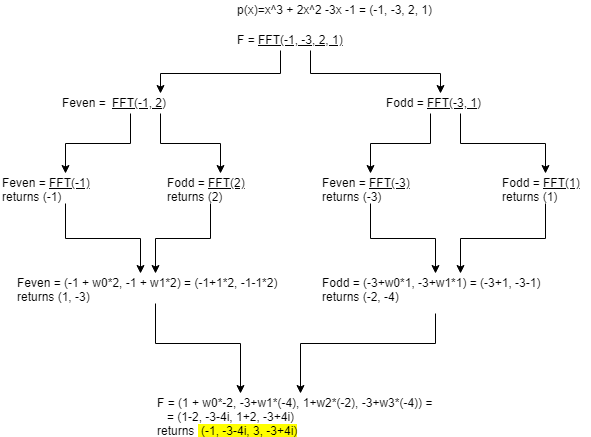 p(x)=x^3 + 2x^2 -3x -1 = (-1, -3, 2, 1)
F = FFT(-1, -3, 2, 1)
Feven = FFT(-1, 2)
Fodd = FFT(-3, 1)
Feven = FFT(-1)
returns (-1)
Fodd = FFT(2)
returns (2)
Feven = FFT(-3)
returns (-3)
Fodd = FFT(1)
returns (1)
Feven = (-1 + w0*2, -1 + w1*2) = (-1+1*2, -1-1*2)
returns (1, -3)
Fodd = (-3+w0*1, -3+w1*1) = (-3+1, -3-1)
returns (-2, -4)
F = (1 + w0*-2, -3+w1*(-4), 1+w2*(-2), -3+w3*(-4)) =
= (1-2, -3-4i, 1+2, -3+4i)
returns (-1, -3-4i, 3, -3+4i)